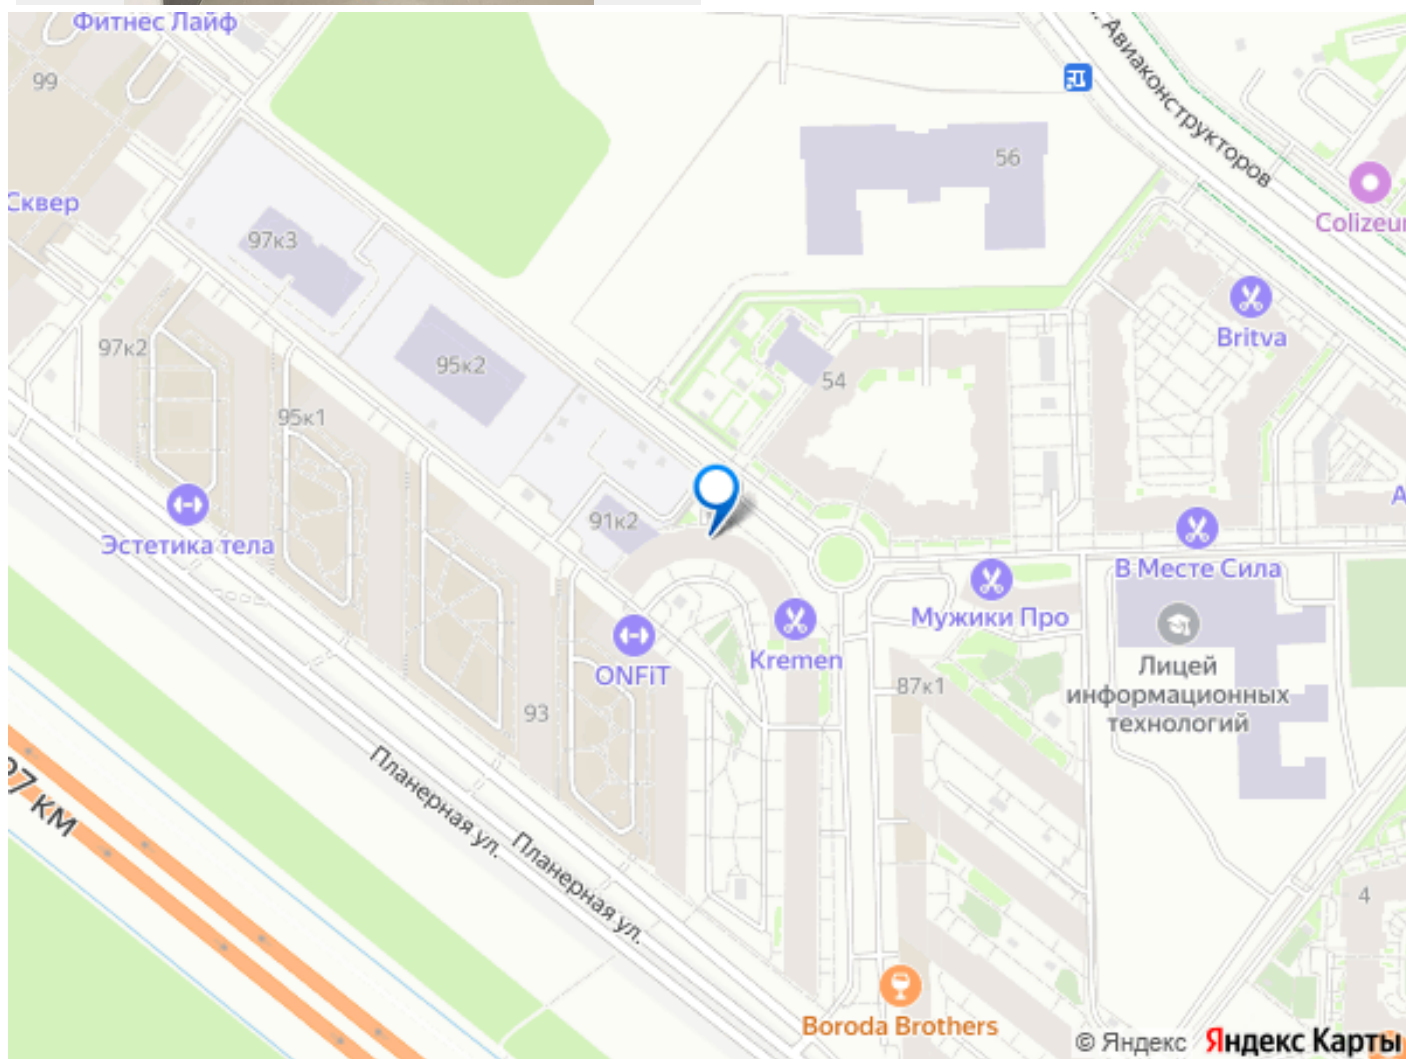 Фитнес Лайф
99
Авиаконструкторов
56
Colizeu
Сквер
97к3
Britva
97к2
95к2
54
95к1
91к2
Эстетика тела
В Месте Сила
Мужики Про
Kremen
ONFiT
Лицей
информационных
технологий
87к1
93
Планерная ул.
Планерная ул.
97 км
4
Boroda Brothers
© Яндекс Яндекс Карты